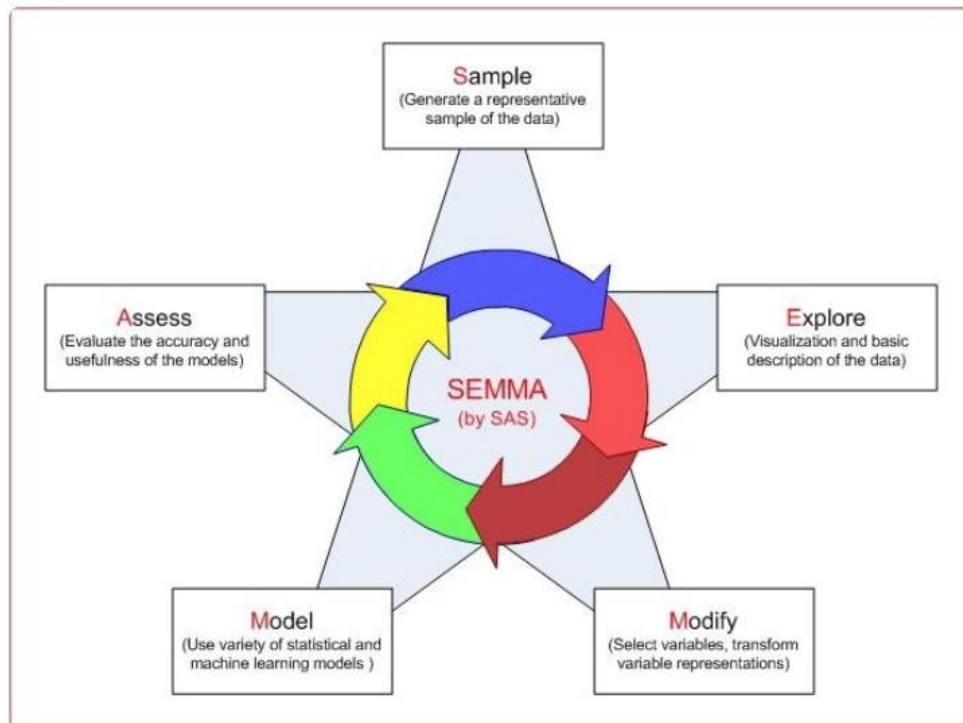 Sample
(Generate a representative
sample of the data)
Assess
(Evaluate the accuracy and
usefulness of the models)
Explore
(Visualization and basic
description of the data)
SEMMA
(by SAS)
Model
(Use variety of statistical and
machine learning models )
Modify
(Select variables, transform
variable representations)